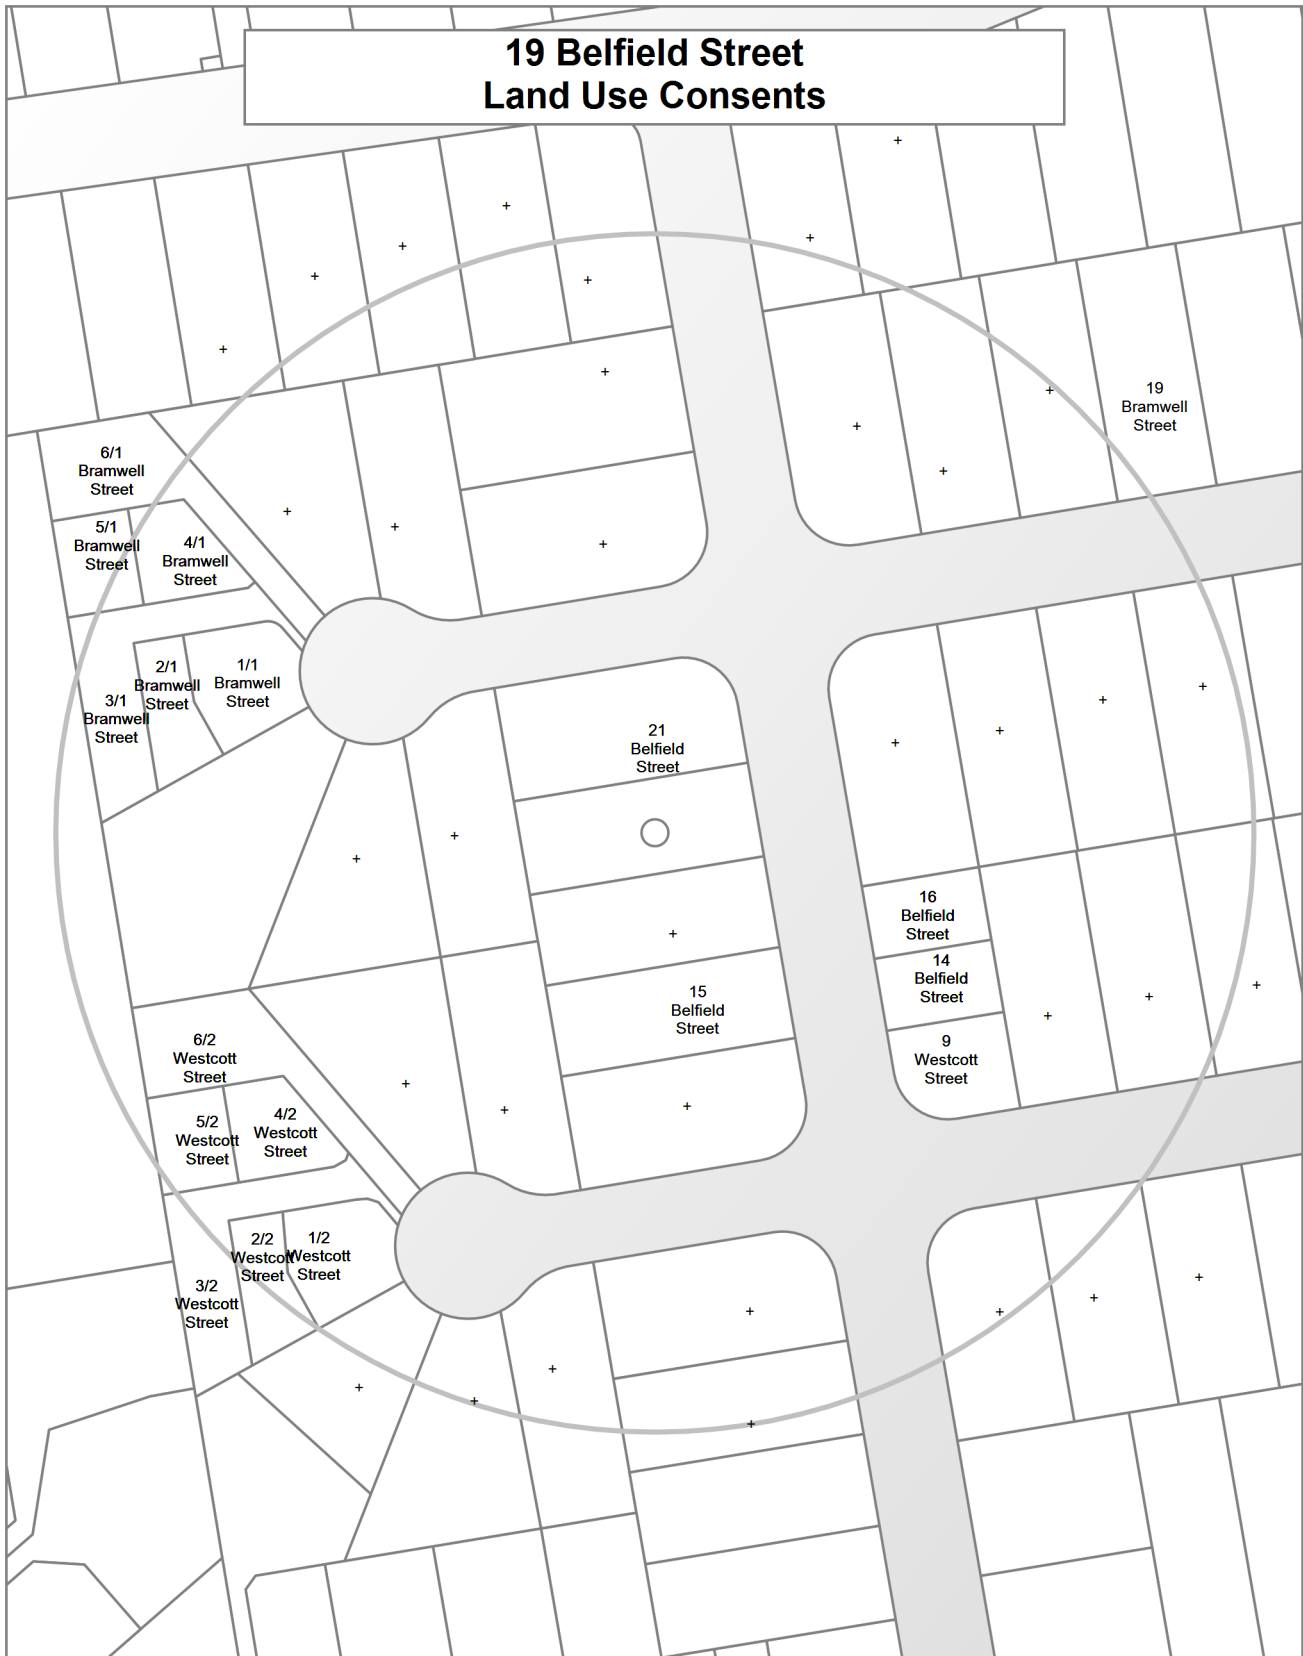 19 Belfield Street
Land Use Consents
19
Bramwell
Street
6/1
Bramwell
Street
5/1
Bramwell
Street
4/1
Bramwell
Street
3/1
Bramwell
Street
2/1
Bramwell
Street
1/1
Bramwell
Street
21
Belfield
Street
16
Belfield
Street
14
Belfield
Street
15
Belfield
Street
9
Westcott
Street
6/2
Westcott
Street
5/2
Westcott
Street
4/2
Westcott
Street
3/2
Westcott
Street
2/2
Westcott
Street
1/2
Westcott
Street